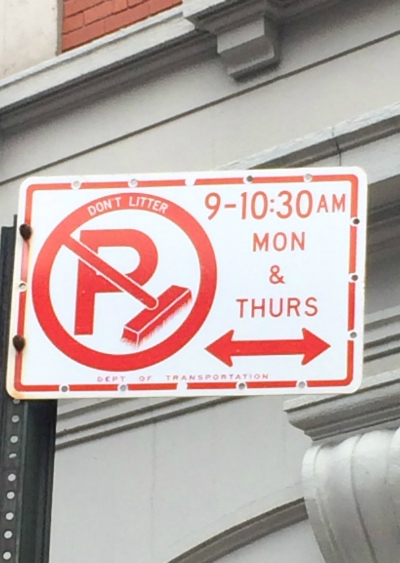 DON'T LITTER
P
9-10:30AM
MON
&
THURS
DEPT OF TRANSPORTATION